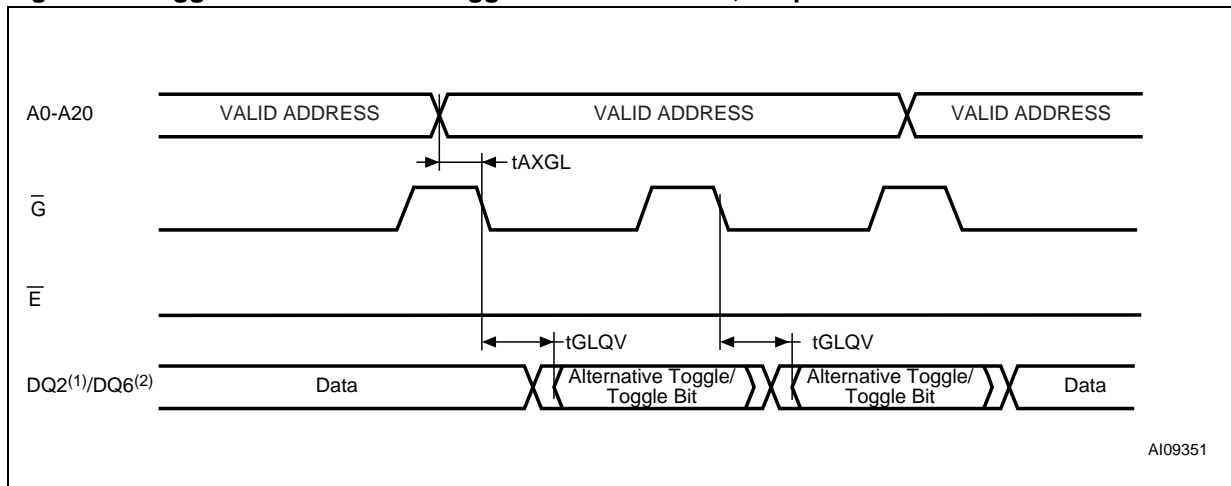 A0-A20
VALID ADDRESS
VALID ADDRESS
VALID ADDRESS
tAXGL
G
E
tGLQV
tGLQV
DQ2(1)/DQ6(2)
Data
Alternative Toggle/
Toggle Bit
Alternative Toggle/
Toggle Bit
Data
AI09351